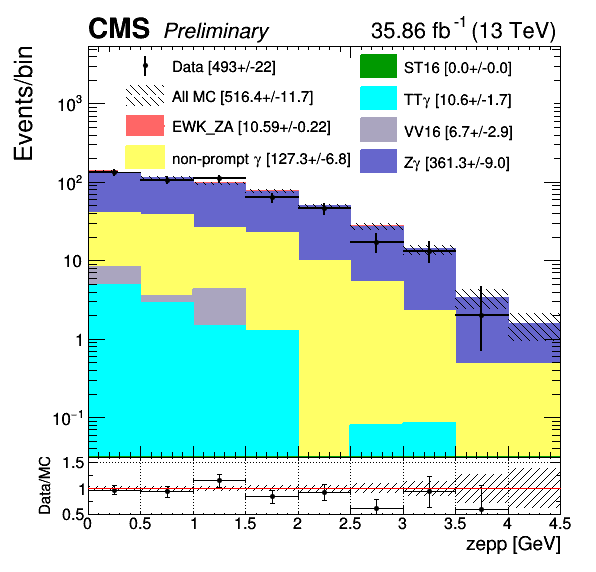 CMS Preliminary 35.86 fb⁻¹ (13 TeV)
Events/bin
Data [493+/-22]
All MC [516.4+/-11.7]
EWK_ZA [10.59+/-0.22]
non-prompt γ [127.3+/-6.8]
ST16 [0.0+/-0.0]
TTγ [10.6+/-1.7]
VV16 [6.7+/-2.9]
Zγ [361.3+/-9.0]
10³
10²
10
1
10⁻¹
Data/MC
1.5
1
0.5
0 0.5 1 1.5 2 2.5 3 3.5 4 4.5
zepp [GeV]